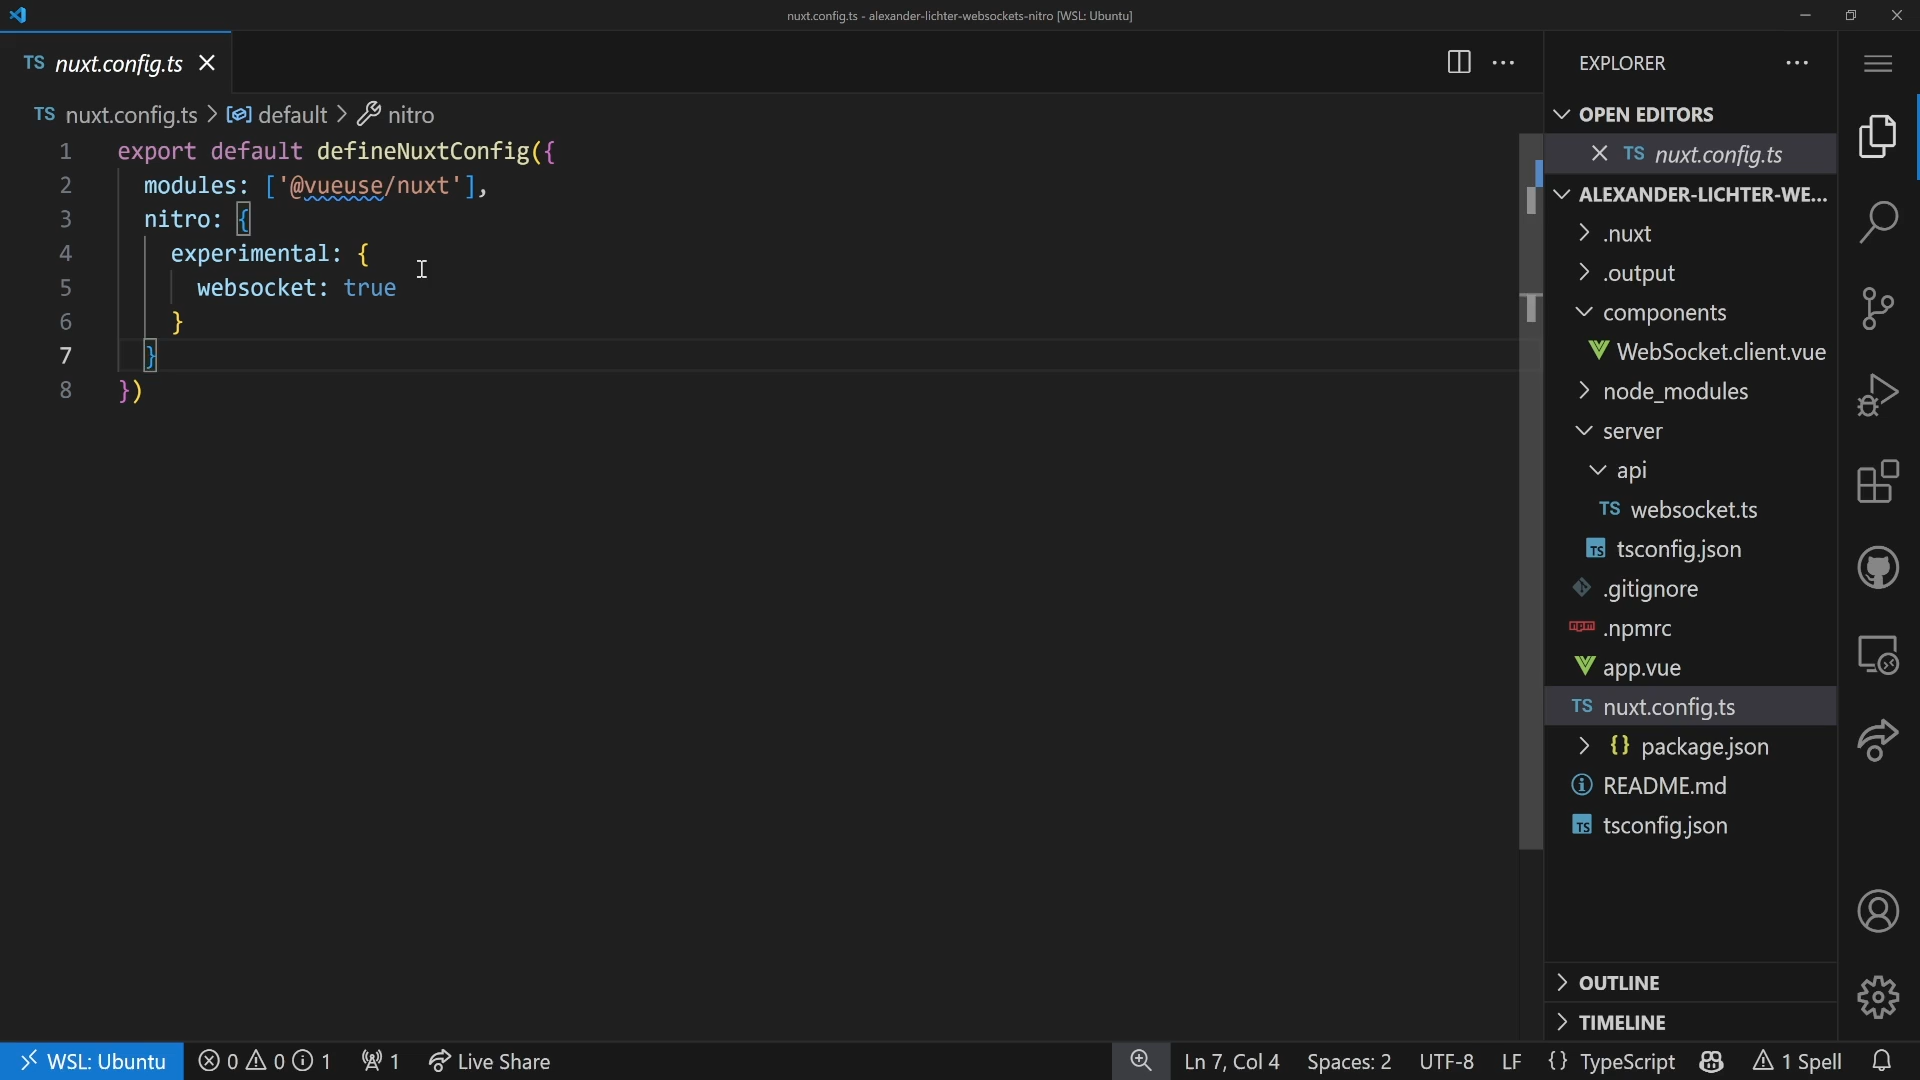 nuxt.config.ts - alexander-lichter-websockets-nitro [WSL: Ubuntu]
TS nuxt.config.ts
TS nuxt.config.ts > default > nitro
1 export default defineNuxtConfig({
2 modules: ['@vueuse/nuxt'],
3 nitro: {
4 experimental: {
5 websocket: true
6 }
7 }
8 })
EXPLORER
OPEN EDITORS
TS nuxt.config.ts
ALEXANDER-LICHTER-WE...
.nuxt
.output
components
WebSocket.client.vue
node_modules
server
api
TS websocket.ts
TS tsconfig.json
.gitignore
npm .npmrc
app.vue
TS nuxt.config.ts
{} package.json
README.md
TS tsconfig.json
OUTLINE
TIMELINE
WSL: Ubuntu 0 0 1 1 Live Share Ln 7, Col 4 Spaces: 2 UTF-8 LF {} TypeScript 1 Spell